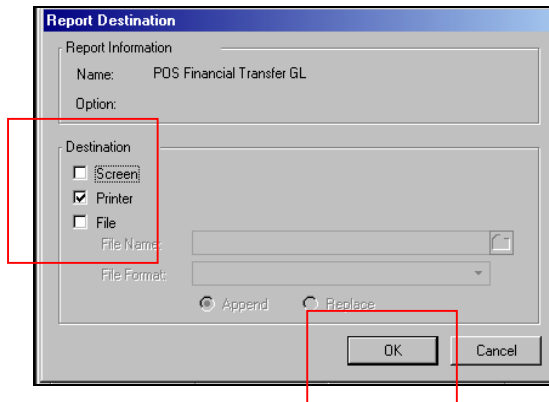 Report Destination
Report Information
Name: POS Financial Transfer GL
Option:
Destination
Screen
Printer
File
File Name:
File Format:
Append Replace
OK Cancel